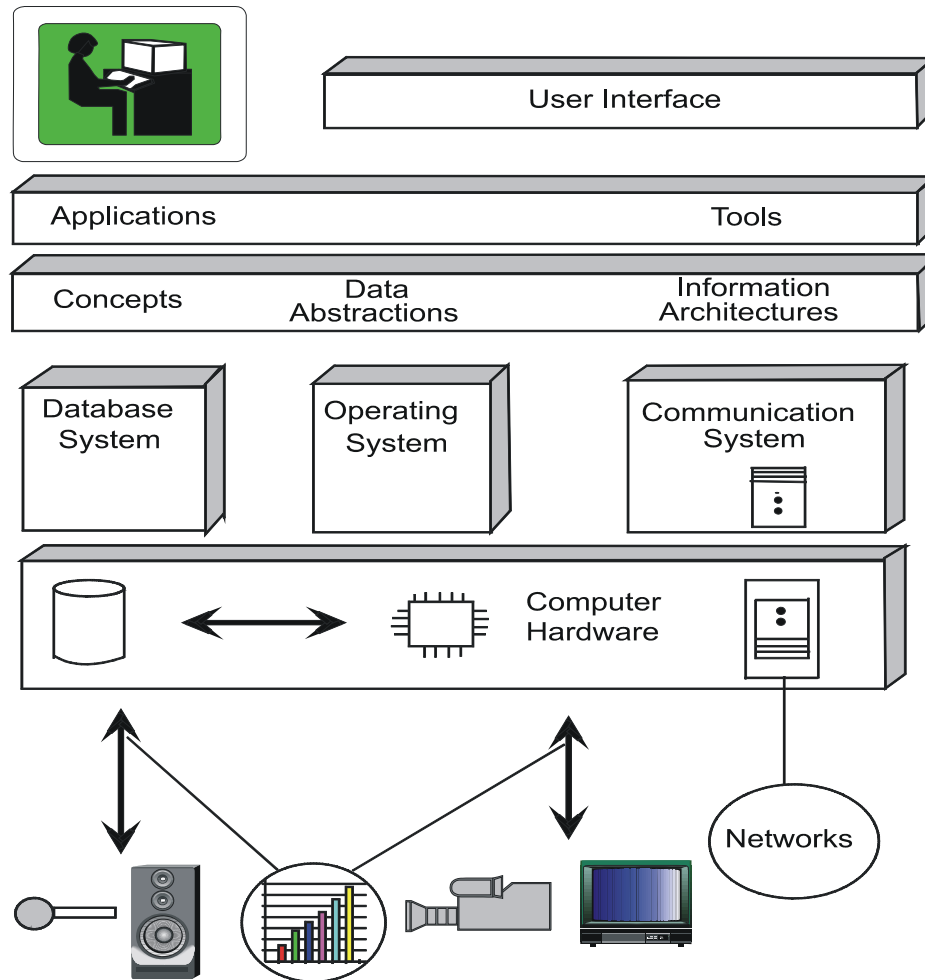 User Interface
Applications
Tools
Concepts
Data
Abstractions
Information
Architectures
Database
System
Operating
System
Communication
System
Computer
Hardware
Networks